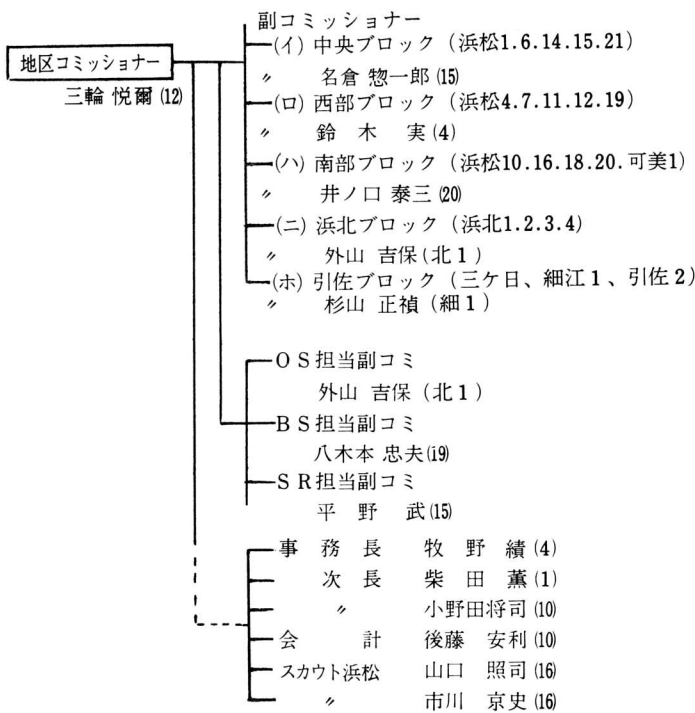 副コミッショナー
地区コミッショナー
三輪 悦爾 (12)
(イ) 中央ブロック (浜松1.6.14.15.21)
〃 名倉 惣一郎 (15)
(ロ) 西部ブロック (浜松4.7.11.12.19)
〃 鈴木 実 (4)
(ハ) 南部ブロック (浜松10.16.18.20.可美1)
〃 井ノ口 泰三 (20)
(ニ) 浜北ブロック (浜北1.2.3.4)
〃 外山 吉保 (北1)
(ホ) 引佐ブロック (三ケ日、細江1、引佐2)
〃 杉山 正禎 (細1)
OS担当副コミ
外山 吉保 (北1)
BS担当副コミ
八木本 忠夫 (19)
SR担当副コミ
平野 武 (15)
事務長 牧野 績 (4)
次長 柴田 薫 (1)
〃 小野田将司 (10)
会計 後藤 安利 (10)
スカウト浜松 山口 照司 (16)
〃 市川 京史 (16)